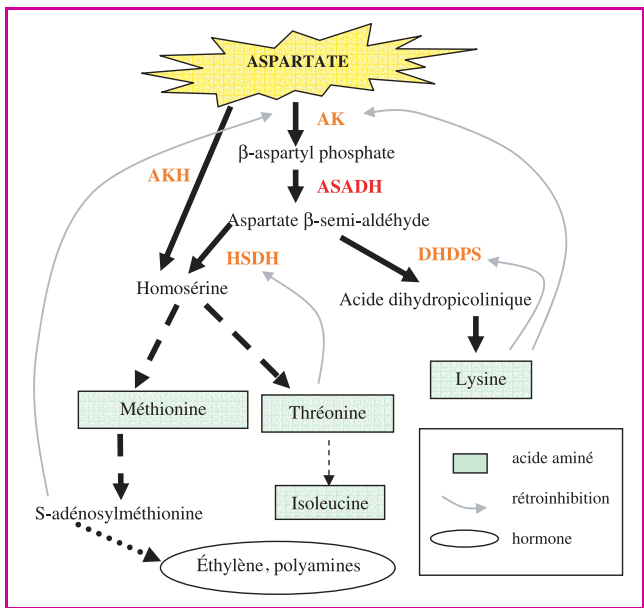 ASPARTATE
AK
β-aspartyl phosphate
AKH
ASADH
Aspartate β-semi-aldéhyde
HSDH
DHDPS
Homosérine
Acide dihydropicolinique
Lysine
Méthionine
Thréonine
Isoleucine
S-adénosylméthionine
Éthylène, polyamines
acide aminé
rétroinhibition
hormone